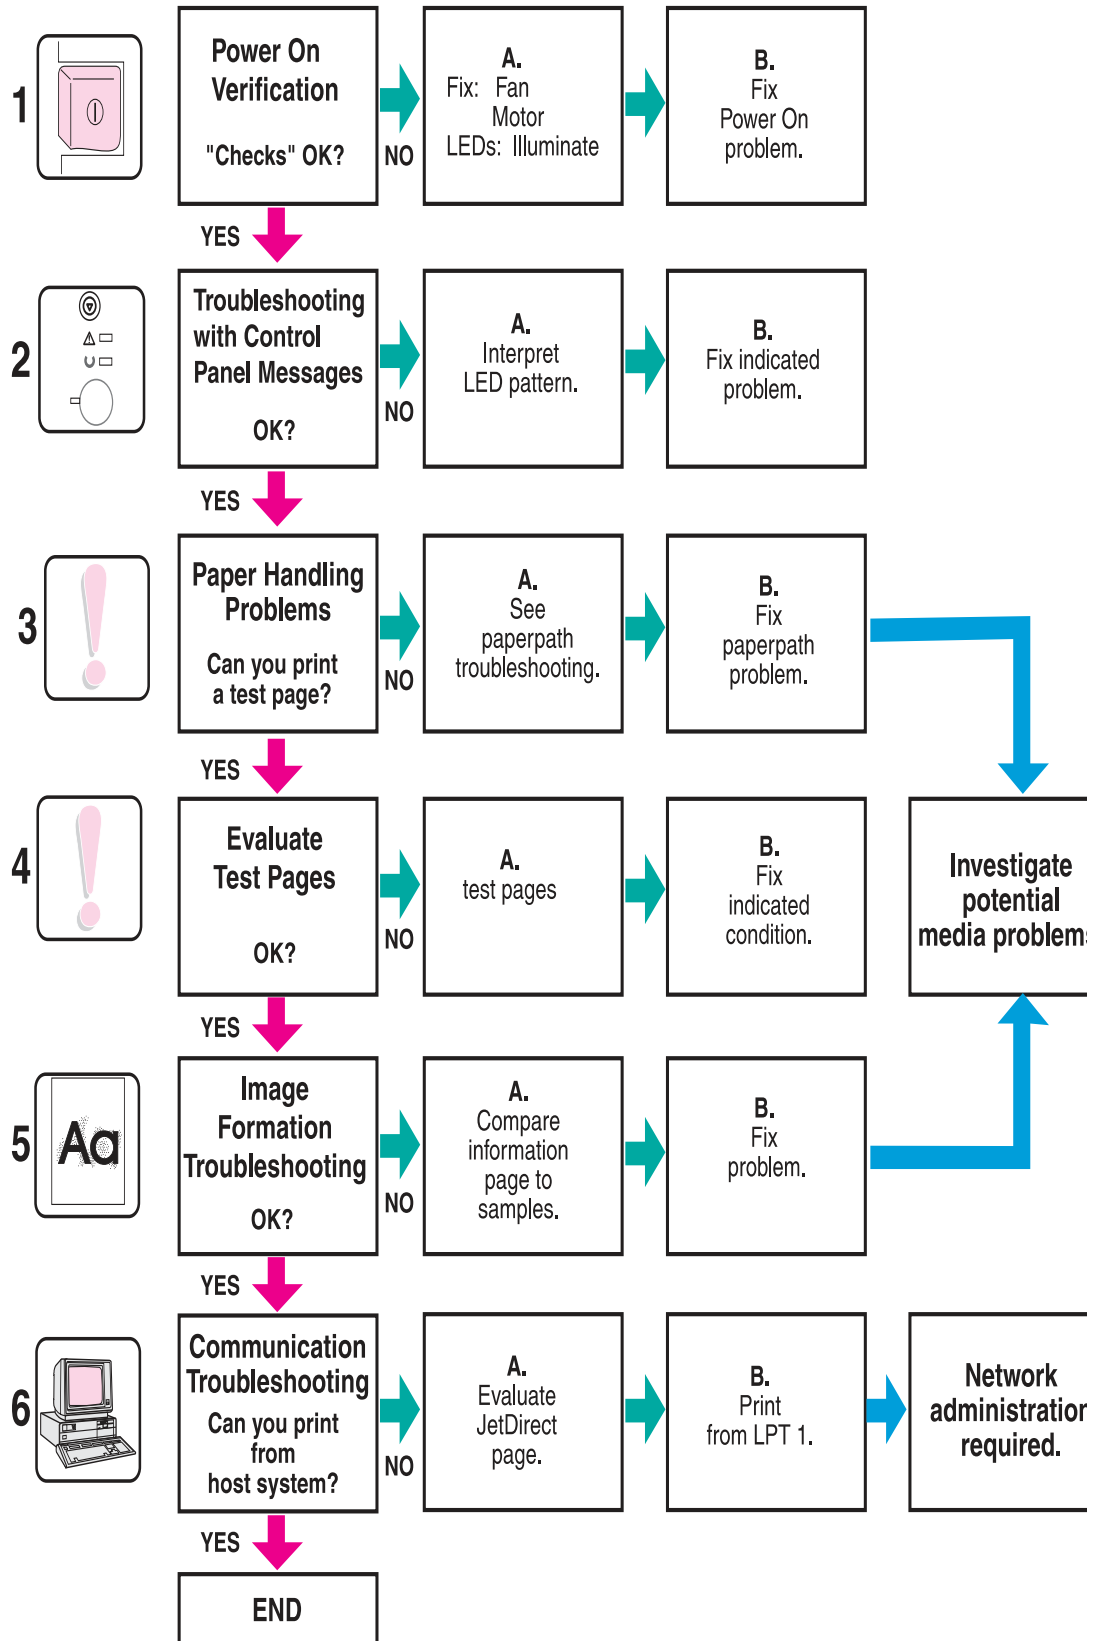 1
Power On
Verification
"Checks" OK?
NO
A.
Fix: Fan
Motor
LEDs: Illuminate
B.
Fix
Power On
problem.
YES
2
Troubleshooting
with Control
Panel Messages
OK?
NO
A.
Interpret
LED pattern.
B.
Fix indicated
problem.
YES
3
Paper Handling
Problems
Can you print
a test page?
NO
A.
See
paperpath
troubleshooting.
B.
Fix
paperpath
problem.
YES
4
Evaluate
Test Pages
OK?
NO
A.
test pages
B.
Fix
indicated
condition.
Investigate
potential
media problems
YES
5
Aa
Image
Formation
Troubleshooting
OK?
NO
A.
Compare
information
page to
samples.
B.
Fix
problem.
YES
6
Communication
Troubleshooting
Can you print
from
host system?
NO
A.
Evaluate
JetDirect
page.
B.
Print
from LPT 1.
Network
administration
required.
YES
END